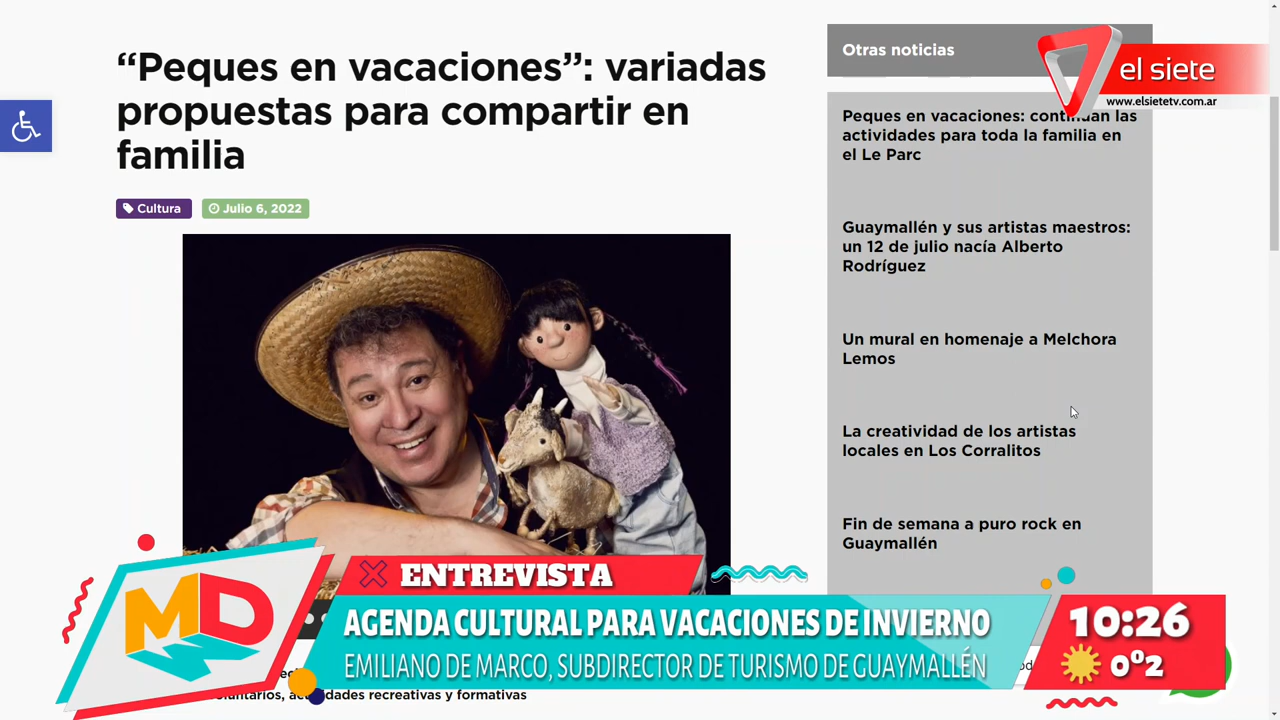 “Peques en vacaciones”: variadas
propuestas para compartir en
familia
Cultura
Julio 6, 2022
Otras noticias
el siete
www.elsietetv.com.ar
Peques en vacaciones: continúan las
actividades para toda la familia en
el Le Parc
Guaymallén y sus artistas maestros:
un 12 de julio nacía Alberto
Rodríguez
Un mural en homenaje a Melchora
Lemos
La creatividad de los artistas
locales en Los Corralitos
Fin de semana a puro rock en
Guaymallén
MD
ENTREVISTA
AGENDA CULTURAL PARA VACACIONES DE INVIERNO
EMILIANO DE MARCO, SUBDIRECTOR DE TURISMO DE GUAYMALLÉN
10:26
0º2
recreativas y formativas